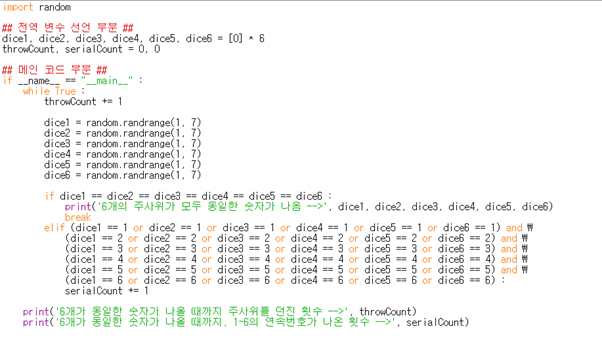 import random

## 전역 변수 선언 부분 ##
dice1, dice2, dice3, dice4, dice5, dice6 = [0] * 6
throwCount, serialCount = 0, 0

## 메인 코드 부분 ##
if __name__ == "__main__" :
    while True :
        throwCount += 1

        dice1 = random.randrange(1, 7)
        dice2 = random.randrange(1, 7)
        dice3 = random.randrange(1, 7)
        dice4 = random.randrange(1, 7)
        dice5 = random.randrange(1, 7)
        dice6 = random.randrange(1, 7)

        if dice1 == dice2 == dice3 == dice4 == dice5 == dice6 :
            print('6개의 주사위가 모두 동일한 숫자가 나옴 -->', dice1, dice2, dice3, dice4, dice5, dice6)
            break
        elif (dice1 == 1 or dice2 == 1 or dice3 == 1 or dice4 == 1 or dice5 == 1 or dice6 == 1) and ₩
            (dice1 == 2 or dice2 == 2 or dice3 == 2 or dice4 == 2 or dice5 == 2 or dice6 == 2) and ₩
            (dice1 == 3 or dice2 == 3 or dice3 == 3 or dice4 == 3 or dice5 == 3 or dice6 == 3) and ₩
            (dice1 == 4 or dice2 == 4 or dice3 == 4 or dice4 == 4 or dice5 == 4 or dice6 == 4) and ₩
            (dice1 == 5 or dice2 == 5 or dice3 == 5 or dice4 == 5 or dice5 == 5 or dice6 == 5) and ₩
            (dice1 == 6 or dice2 == 6 or dice3 == 6 or dice4 == 6 or dice5 == 6 or dice6 == 6) :
            serialCount += 1

    print('6개가 동일한 숫자가 나올 때까지 주사위를 던진 횟수 -->', throwCount)
    print('6개가 동일한 숫자가 나올 때까지, 1~6의 연속번호가 나온 횟수 -->', serialCount)